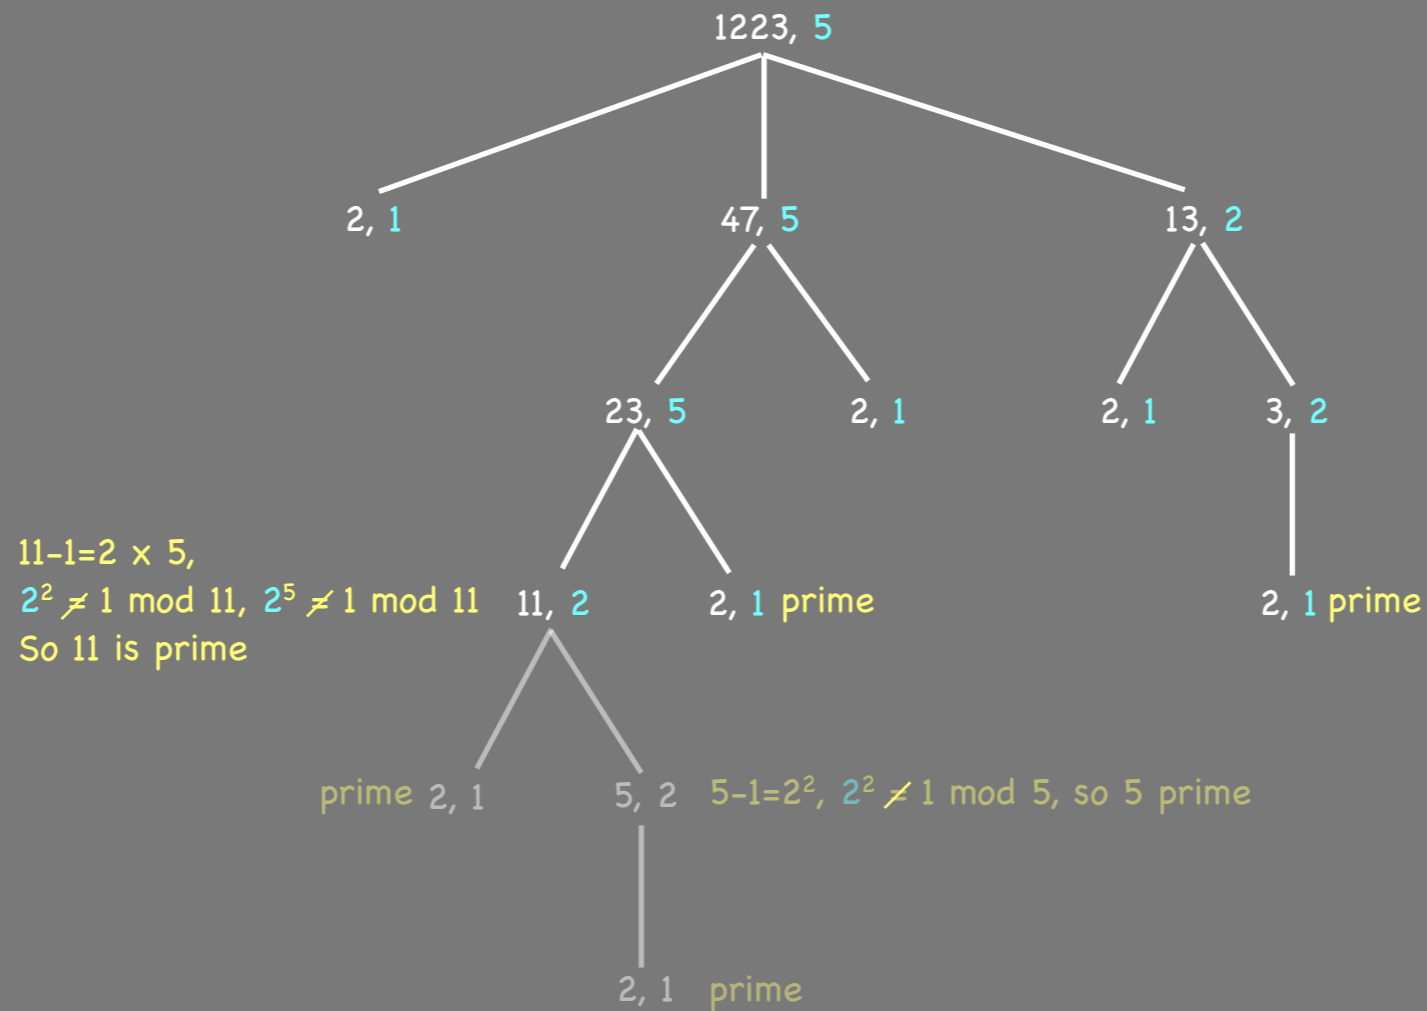 1223, 5
2, 1
47, 5
13, 2
23, 5
2, 1
2, 1
3, 2
11-1=2 x 5,
2² ≠ 1 mod 11, 2⁵ ≠ 1 mod 11
So 11 is prime
11, 2
2, 1 prime
2, 1 prime
prime 2, 1
5, 2
5-1=2², 2² ≠ 1 mod 5, so 5 prime
2, 1 prime